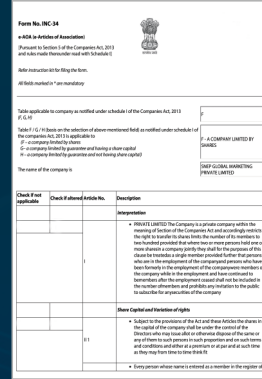 Form No. INC-34
e-AOA (e-Articles of Association)
[Pursuant to Section 5 of the Companies Act, 2013
and rules made thereunder read with Schedule I]
Refer instruction kit for filing the form.
All fields marked in * are mandatory
Table applicable to company as notified under schedule I of the Companies Act, 2013
(F, G, H)
F
Table F / G / H (basis on the selection of above-mentioned field) as notified under schedule I of
the companies Act, 2013 is applicable to
(F – a company limited by shares
G– a company limited by guarantee and having a share capital
H – a company limited by guarantee and not having share capital)
F – A COMPANY LIMITED BY
SHARES
The name of the company is
SNEP GLOBAL MARKETING
PRIVATE LIMITED
Check if not
applicable
Check if altered
Article No.
Description
Interpretation
I
• PRIVATE LIMITED The Company is a private company within the
meaning of Section of the Companies Act and accordingly restricts
the right to transfer its shares limits the number of its members to
two hundred provided that where two or more persons hold one o
more sharesin a company jointly they shall for the purposes of this
clause be treatedas a single member provided further that persons
who are in the employment of the companyand persons who have
been formerly in the employment of the companywere members o
the company while in the employment and have continued to
bemembers after the employment ceased shall not be included in
the number ofmembers and prohibits any invitation to the public
to subscribe for anysecurities of the company
Share Capital and Variation of rights
II 1
• Subject to the provisions of the Act and these Articles the shares in
the capital of the company shall be under the control of the
Directors who may issue allot or otherwise dispose of the same or
any of them to such persons in such proportion and on such terms
and conditions and either at a premium or at par and at such time
as they may from time to time think fit
• Every person whose name is entered as a member in the register of